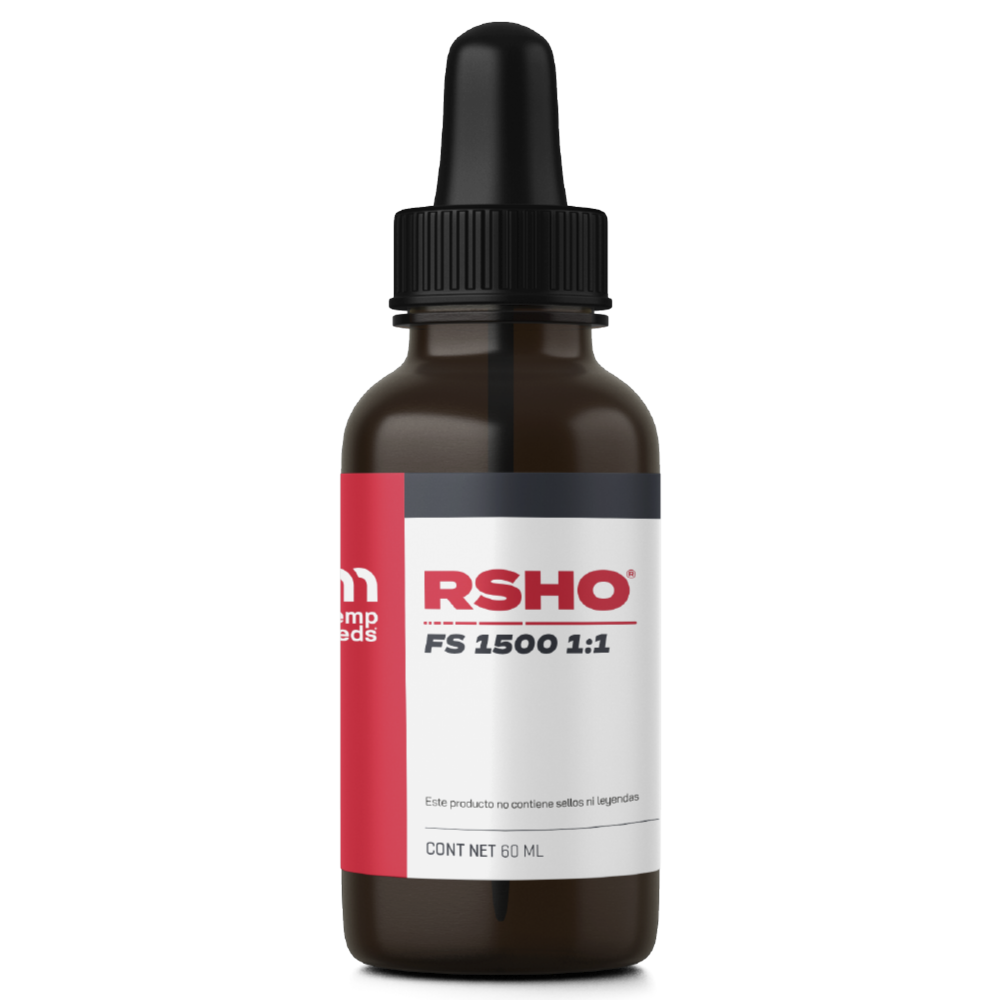 RSHO®
FS 1500 1:1
Este producto no contiene sellos ni leyendas
CONT NET 60 ML